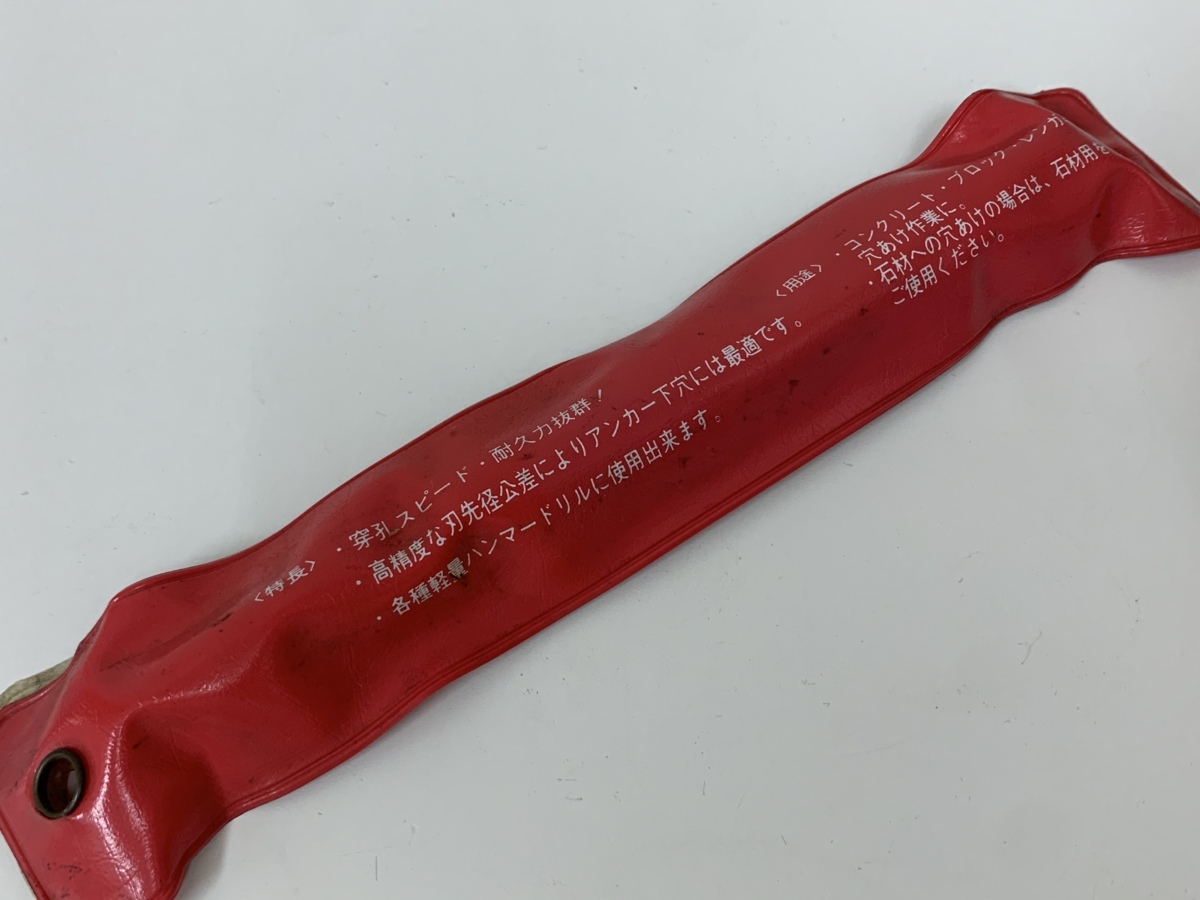 〈特長〉
・穿孔スピード・耐久力抜群!
・高精度な刃先径公差によりアンカー下穴には最適です。
・各種軽量ハンマードリルに使用出来ます。
〈用途〉
・コンクリート・ブロック・レンガ
穴あけ作業に。
・石材への穴あけの場合は、石材用を
ご使用ください。